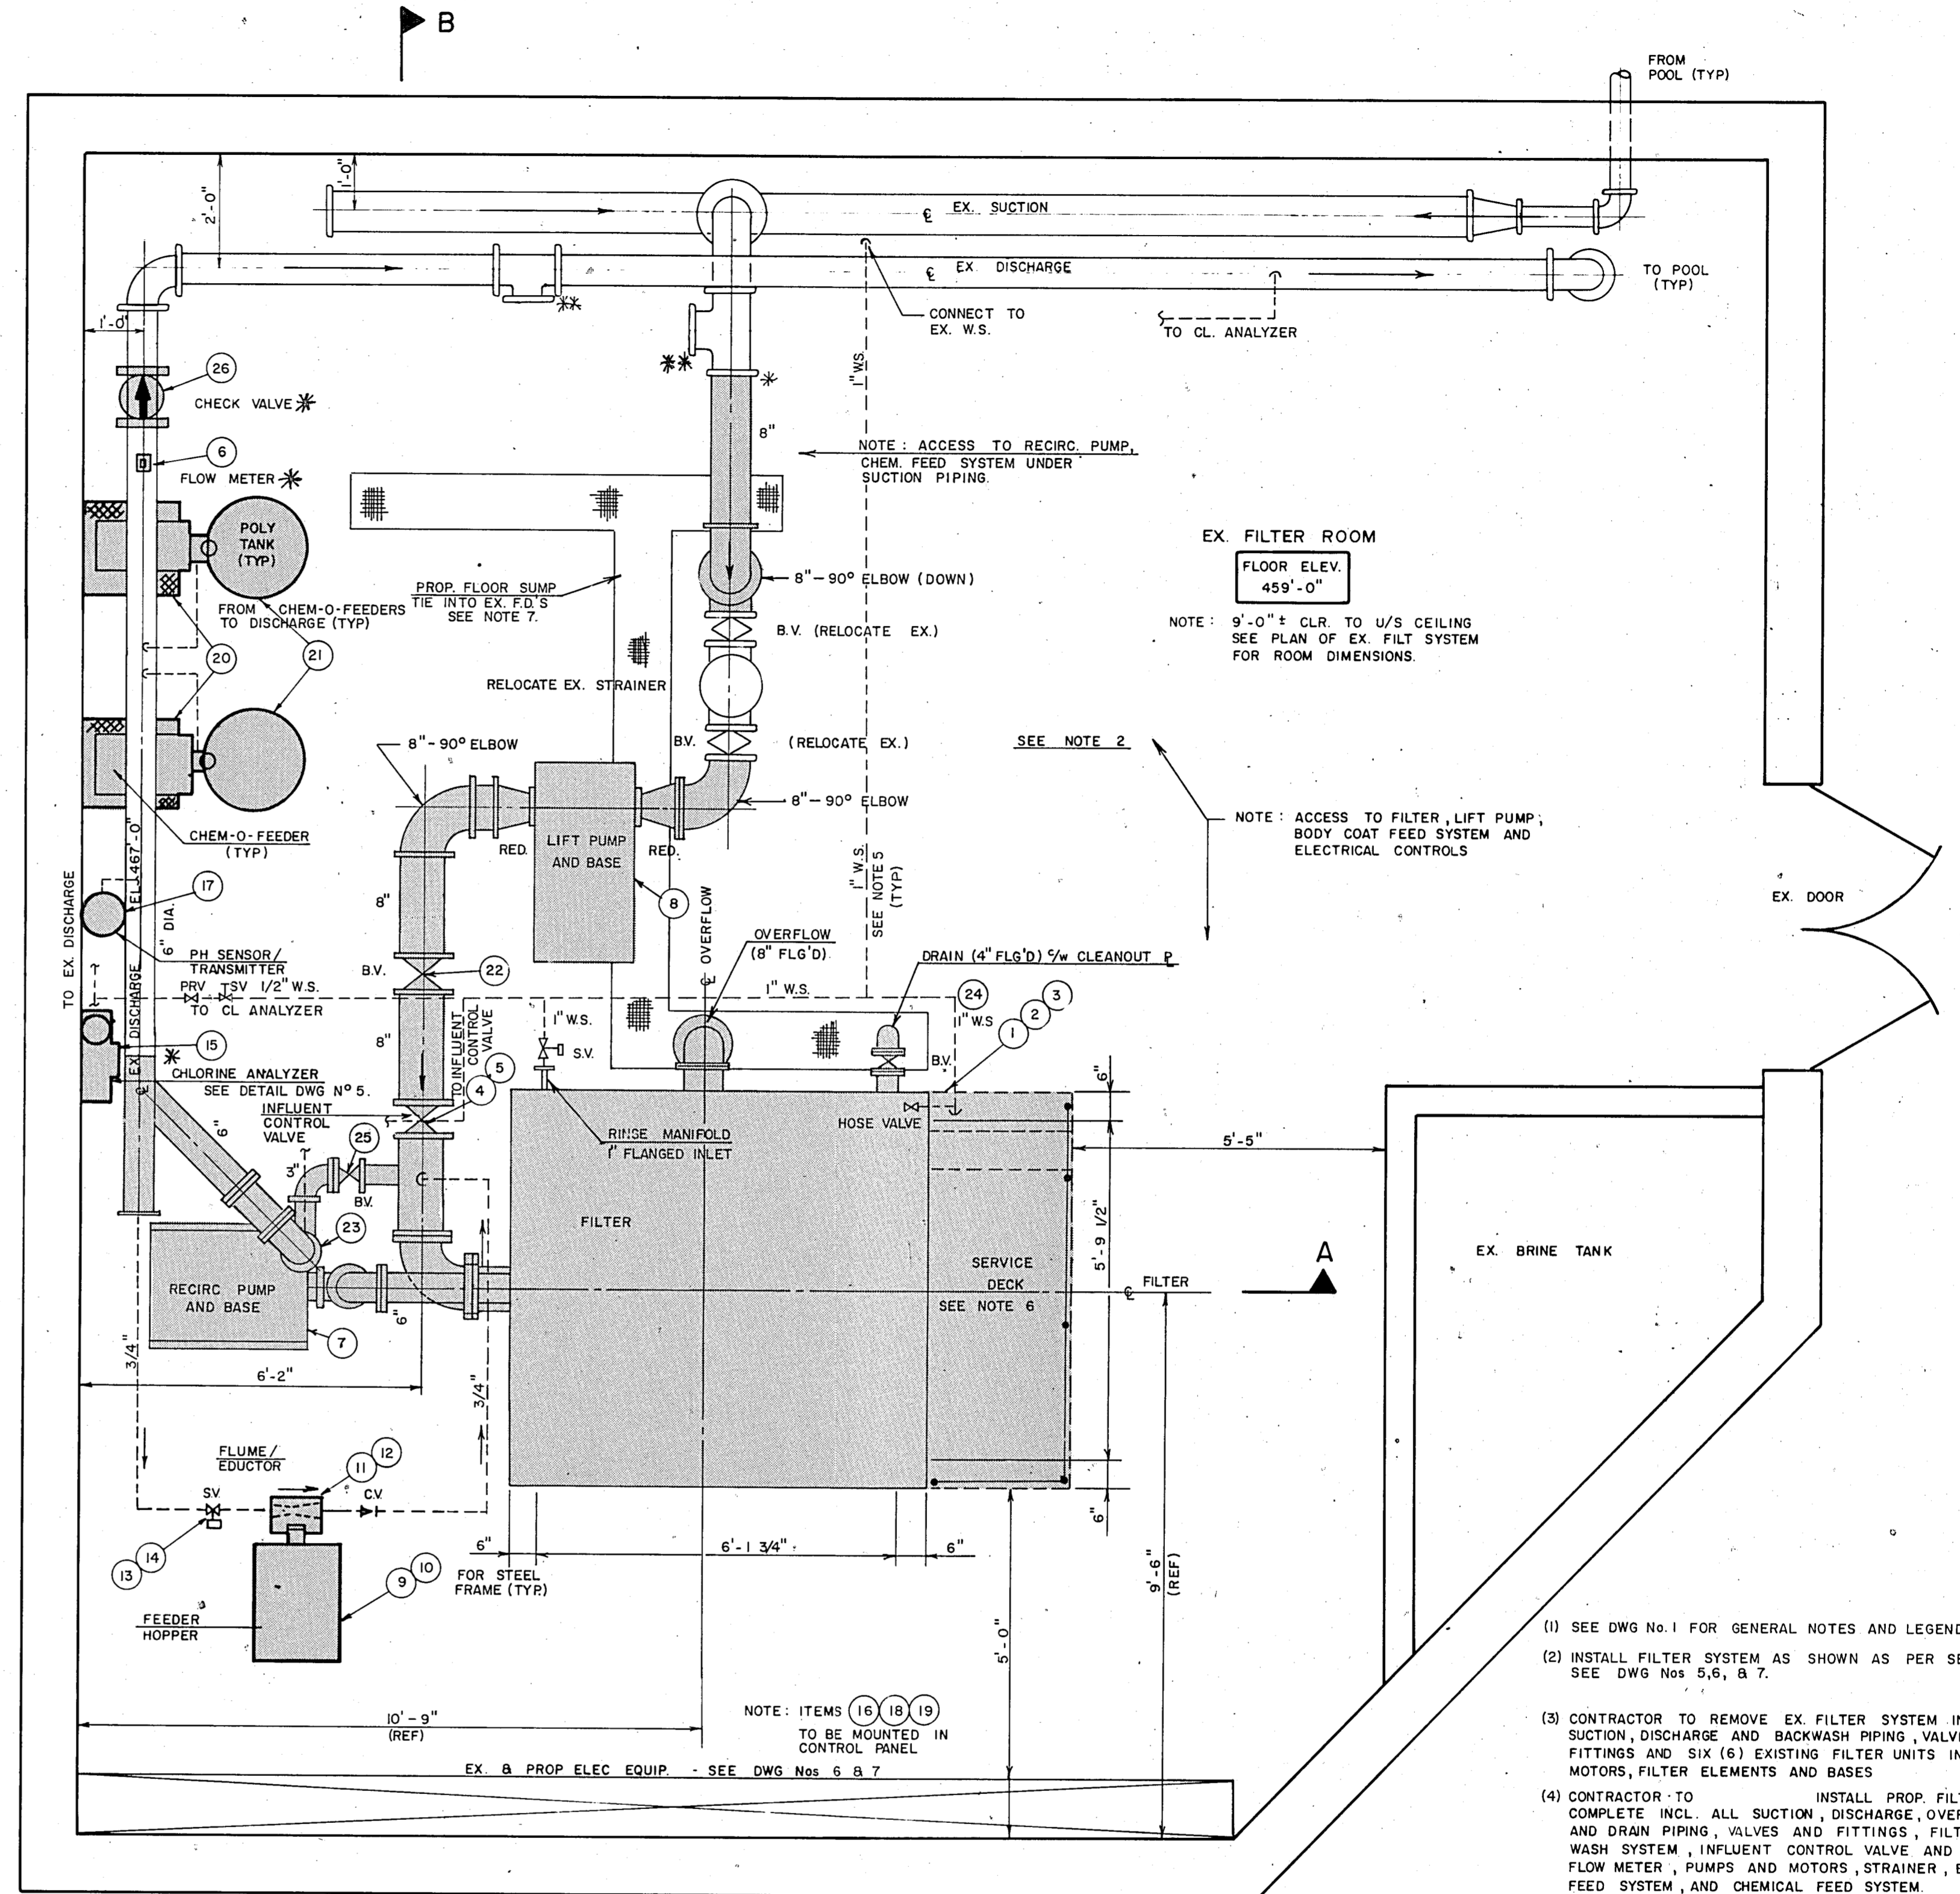 B
FROM
POOL (TYP)
2'-0"
1'-0"
℄ EX. SUCTION
℄ EX. DISCHARGE
TO POOL
(TYP)
1'-0"
CONNECT TO
EX. W.S.
TO CL. ANALYZER
26
CHECK VALVE
1" W.S.
6
FLOW METER
8"
NOTE : ACCESS TO RECIRC. PUMP,
CHEM. FEED SYSTEM UNDER
SUCTION PIPING.
POLY
TANK
(TYP)
EX. FILTER ROOM
FLOOR ELEV.
459'-0"
NOTE : 9'-0" ± CLR. TO U/S CEILING
SEE PLAN OF EX. FILT SYSTEM
FOR ROOM DIMENSIONS.
PROP. FLOOR SUMP
TIE INTO EX. F.D.'S
SEE NOTE 7.
8"-90° ELBOW (DOWN)
FROM CHEM-O-FEEDERS
TO DISCHARGE (TYP)
B.V. (RELOCATE EX.)
20
21
RELOCATE EX. STRAINER
8"-90° ELBOW
B.V. (RELOCATE EX.)
SEE NOTE 2
8"-90° ELBOW
NOTE : ACCESS TO FILTER, LIFT PUMP,
BODY COAT FEED SYSTEM AND
ELECTRICAL CONTROLS
CHEM-O-FEEDER
(TYP)
RED.
LIFT PUMP
AND BASE
RED.
EL. 467'-0"
1" W.S.
SEE NOTE 5
(TYP)
17
8
8"
6" DIA.
TO EX. DISCHARGE
℄ OVERFLOW
EX. DOOR
OVERFLOW
(8" FLG'D)
DRAIN (4" FLG'D) C/W CLEANOUT ℄
PH SENSOR/
TRANSMITTER
B.V.
22
PRV TSV 1/2" W.S.
TO CL ANALYZER
1" W.S.
24
3
2
1
1" W.S
1" W.S.
S.V.
B.V.
℄ EX. DISCHARGE
15
8"
TO INFLUENT
CONTROL
VALVE
5
4
CHLORINE ANALYZER
SEE DETAIL DWG Nº 5.
INFLUENT
CONTROL
VALVE
6"
HOSE VALVE
6"
RINSE MANIFOLD
1" FLANGED INLET
5'-5"
25
3"
B.V.
FILTER
23
5'-9 1/2"
A
EX. BRINE TANK
RECIRC PUMP
AND BASE
SERVICE
DECK
SEE NOTE 6
℄ FILTER
6"
7
3/4"
6'-2"
3/4"
FLUME/
EDUCTOR
11
12
S.V.
C.V.
6"
13
14
6"
6'-1 3/4"
6"
9
10
FOR STEEL
FRAME (TYP.)
9'-6"
(REF)
FEEDER
HOPPER
5'-0"
10'-9"
(REF)
NOTE: ITEMS 16 18 19
TO BE MOUNTED IN
CONTROL PANEL
EX. & PROP ELEC EQUIP. - SEE DWG Nos 6 & 7
(1) SEE DWG No. 1 FOR GENERAL NOTES AND LEGEND
(2) INSTALL FILTER SYSTEM AS SHOWN AS PER
SEE DWG Nos 5,6, & 7.
(3) CONTRACTOR TO REMOVE EX. FILTER SYSTEM
SUCTION, DISCHARGE AND BACKWASH PIPING,
FITTINGS AND SIX (6) EXISTING FILTER UNITS
MOTORS, FILTER ELEMENTS AND BASES
(4) CONTRACTOR TO INSTALL PROP.
COMPLETE INCL. ALL SUCTION, DISCHARGE,
AND DRAIN PIPING, VALVES AND FITTINGS,
WASH SYSTEM, INFLUENT CONTROL VALVE AND
FLOW METER, PUMPS AND MOTORS, STRAINER,
FEED SYSTEM, AND CHEMICAL FEED SYSTEM.